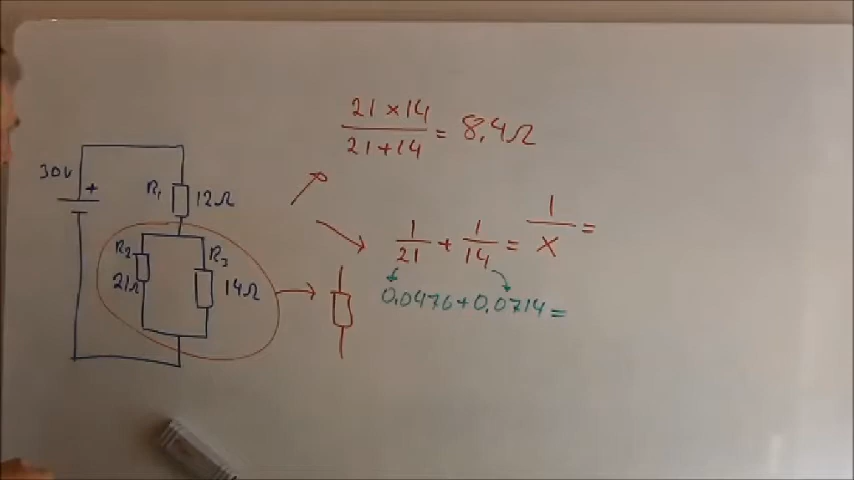 21 x 14
21 + 14
= 8,4 Ω
30V
+
R1
12Ω
R2
21Ω
R3
14Ω
1
21
+
1
14
=
1
X
=
0.0476 + 0.0714 =